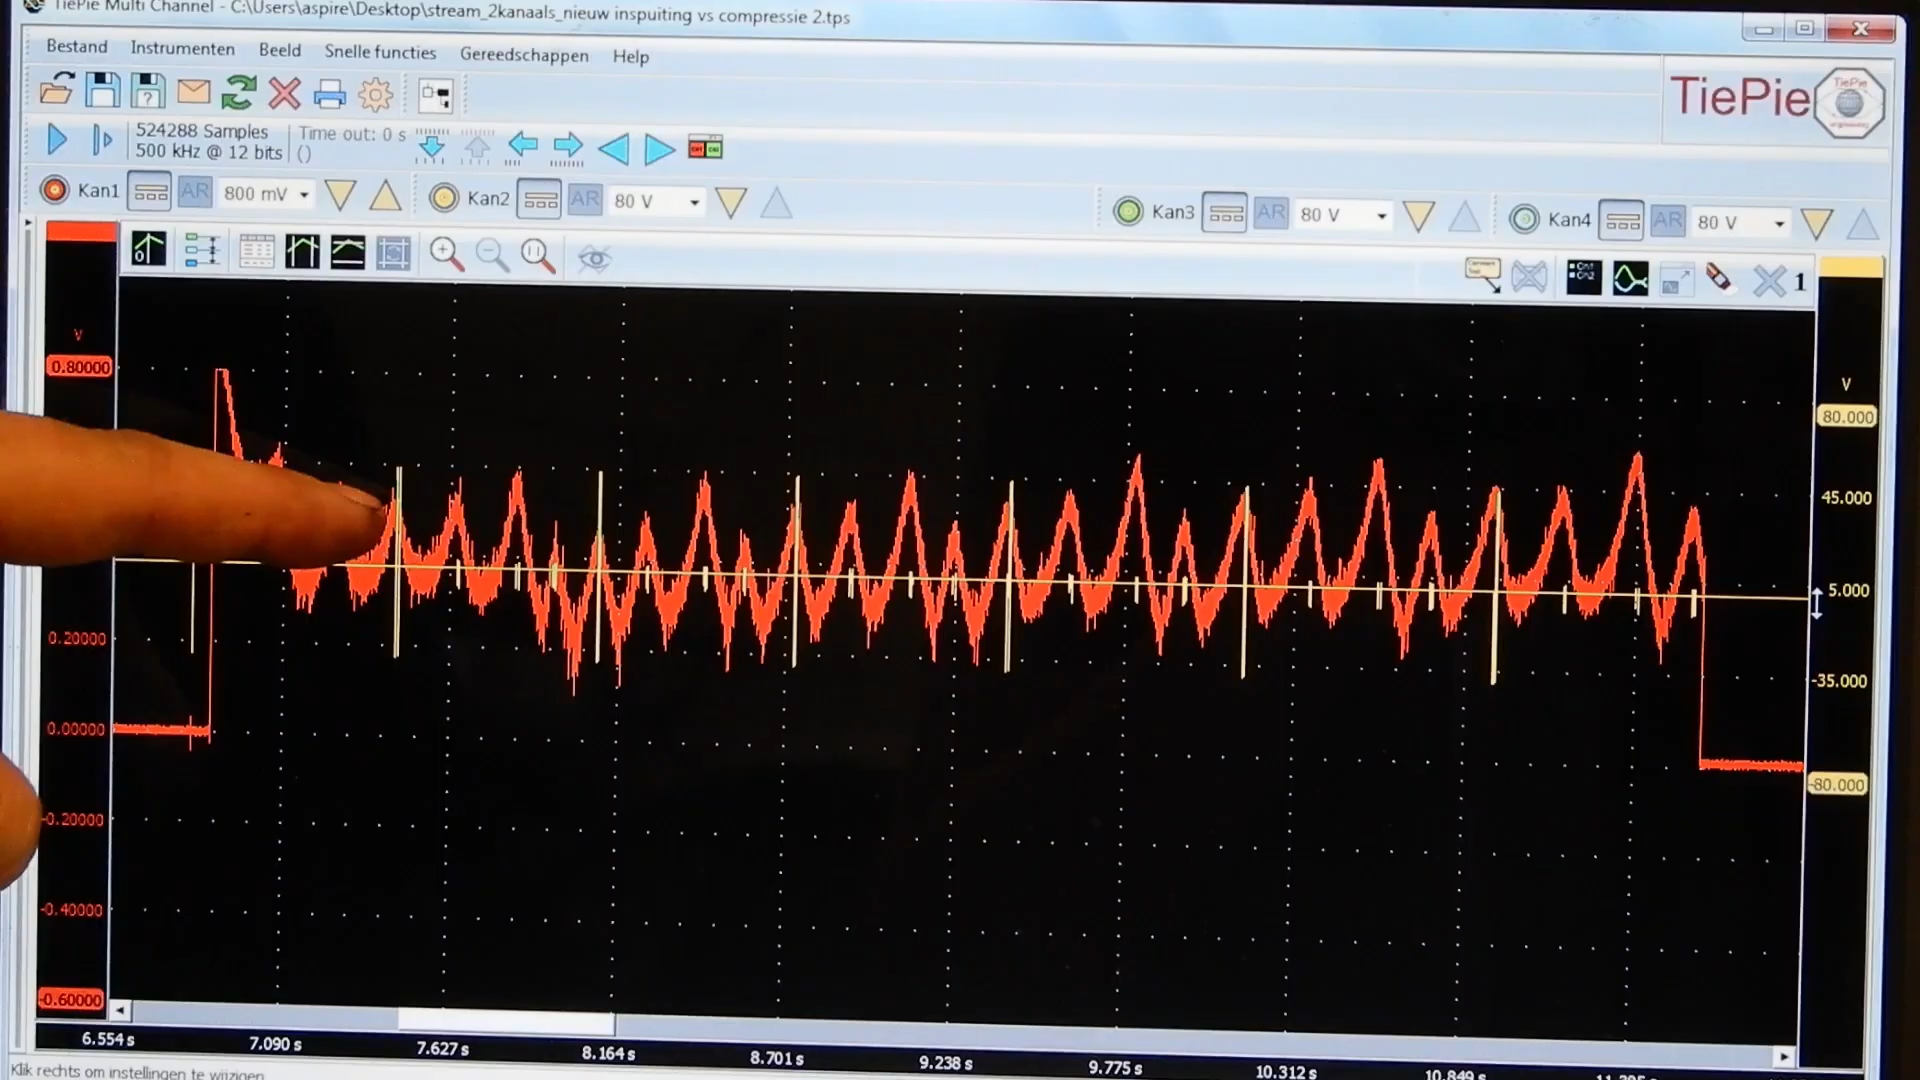 TiePie Multi Channel - C:\Users\aspire\Desktop\stream_2kanaals_nieuw inspuiting vs compressie 2.tps
Bestand Instrumenten Beeld Snelle functies Gereedschappen Help
TiePie
TiePie
engineering
524288 Samples
500 kHz @ 12 bits
Time out: 0 s
()
Kan1 AR 800 mV Kan2 AR 80 V Kan3 AR 80 V Kan4 AR 80 V
1
V
0.80000
0.20000
0.00000
-0.20000
-0.40000
-0.60000
V
80.000
45.000
5.000
-35.000
-80.000
6.554 s 7.090 s 7.627 s 8.164 s 8.701 s 9.238 s 9.775 s 10.312 s 10.849 s
Klik rechts om instellingen te wijzigen